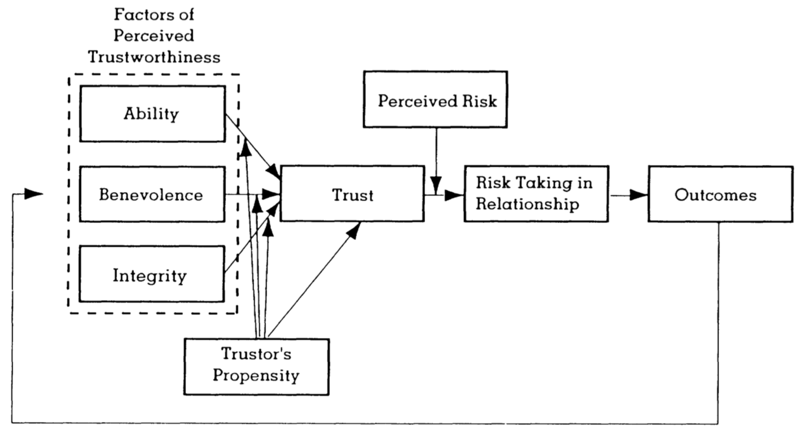 Factors of
Perceived
Trustworthiness
Ability
Perceived Risk
Benevolence
Trust
Risk Taking in
Relationship
Outcomes
Integrity
Trustor's
Propensity